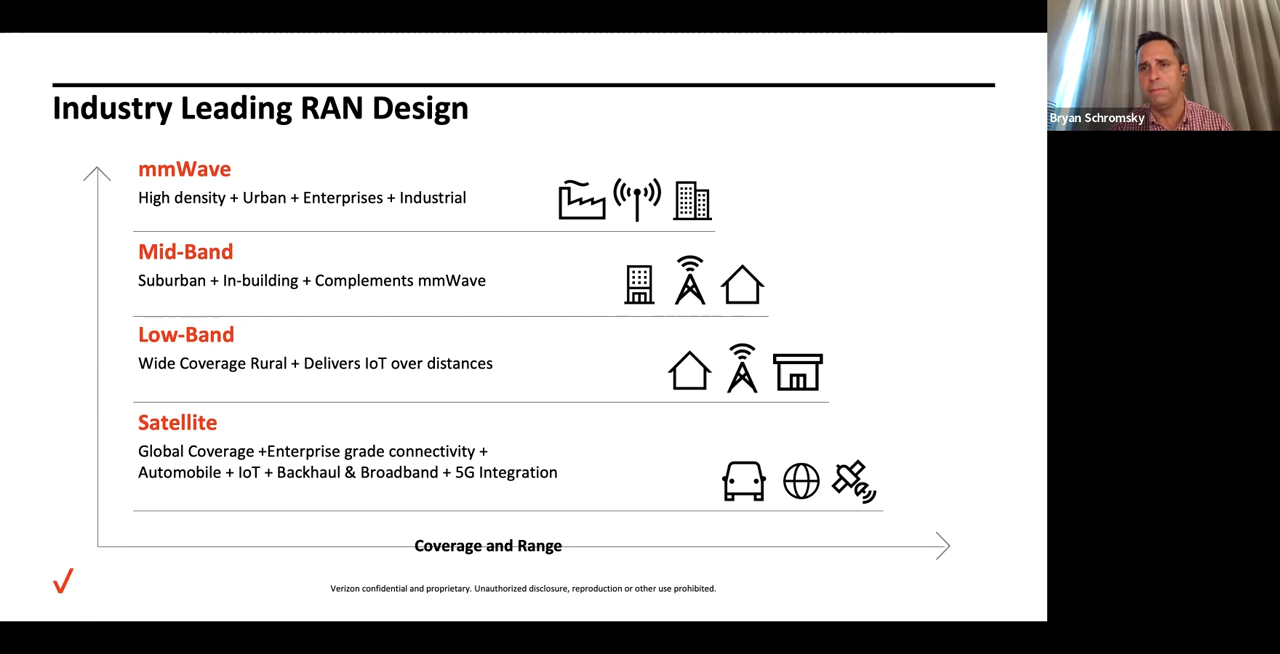 Industry Leading RAN Design
mmWave
High density + Urban + Enterprises + Industrial
Mid-Band
Suburban + In-building + Complements mmWave
Low-Band
Wide Coverage Rural + Delivers IoT over distances
Satellite
Global Coverage +Enterprise grade connectivity +
Automobile + IoT + Backhaul & Broadband + 5G Integration
Coverage and Range
Verizon confidential and proprietary. Unauthorized disclosure, reproduction or other use prohibited.
Bryan Schromsky